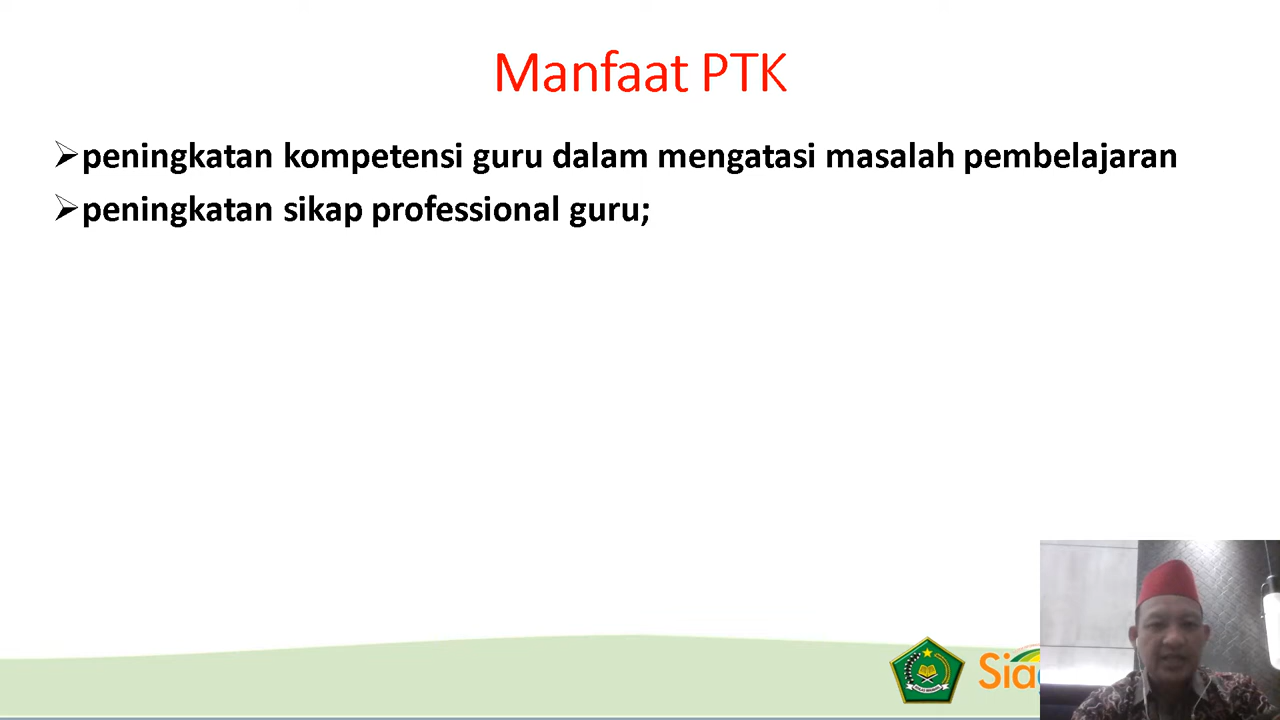 Manfaat PTK
➢peningkatan kompetensi guru dalam mengatasi masalah pembelajaran
➢peningkatan sikap professional guru;